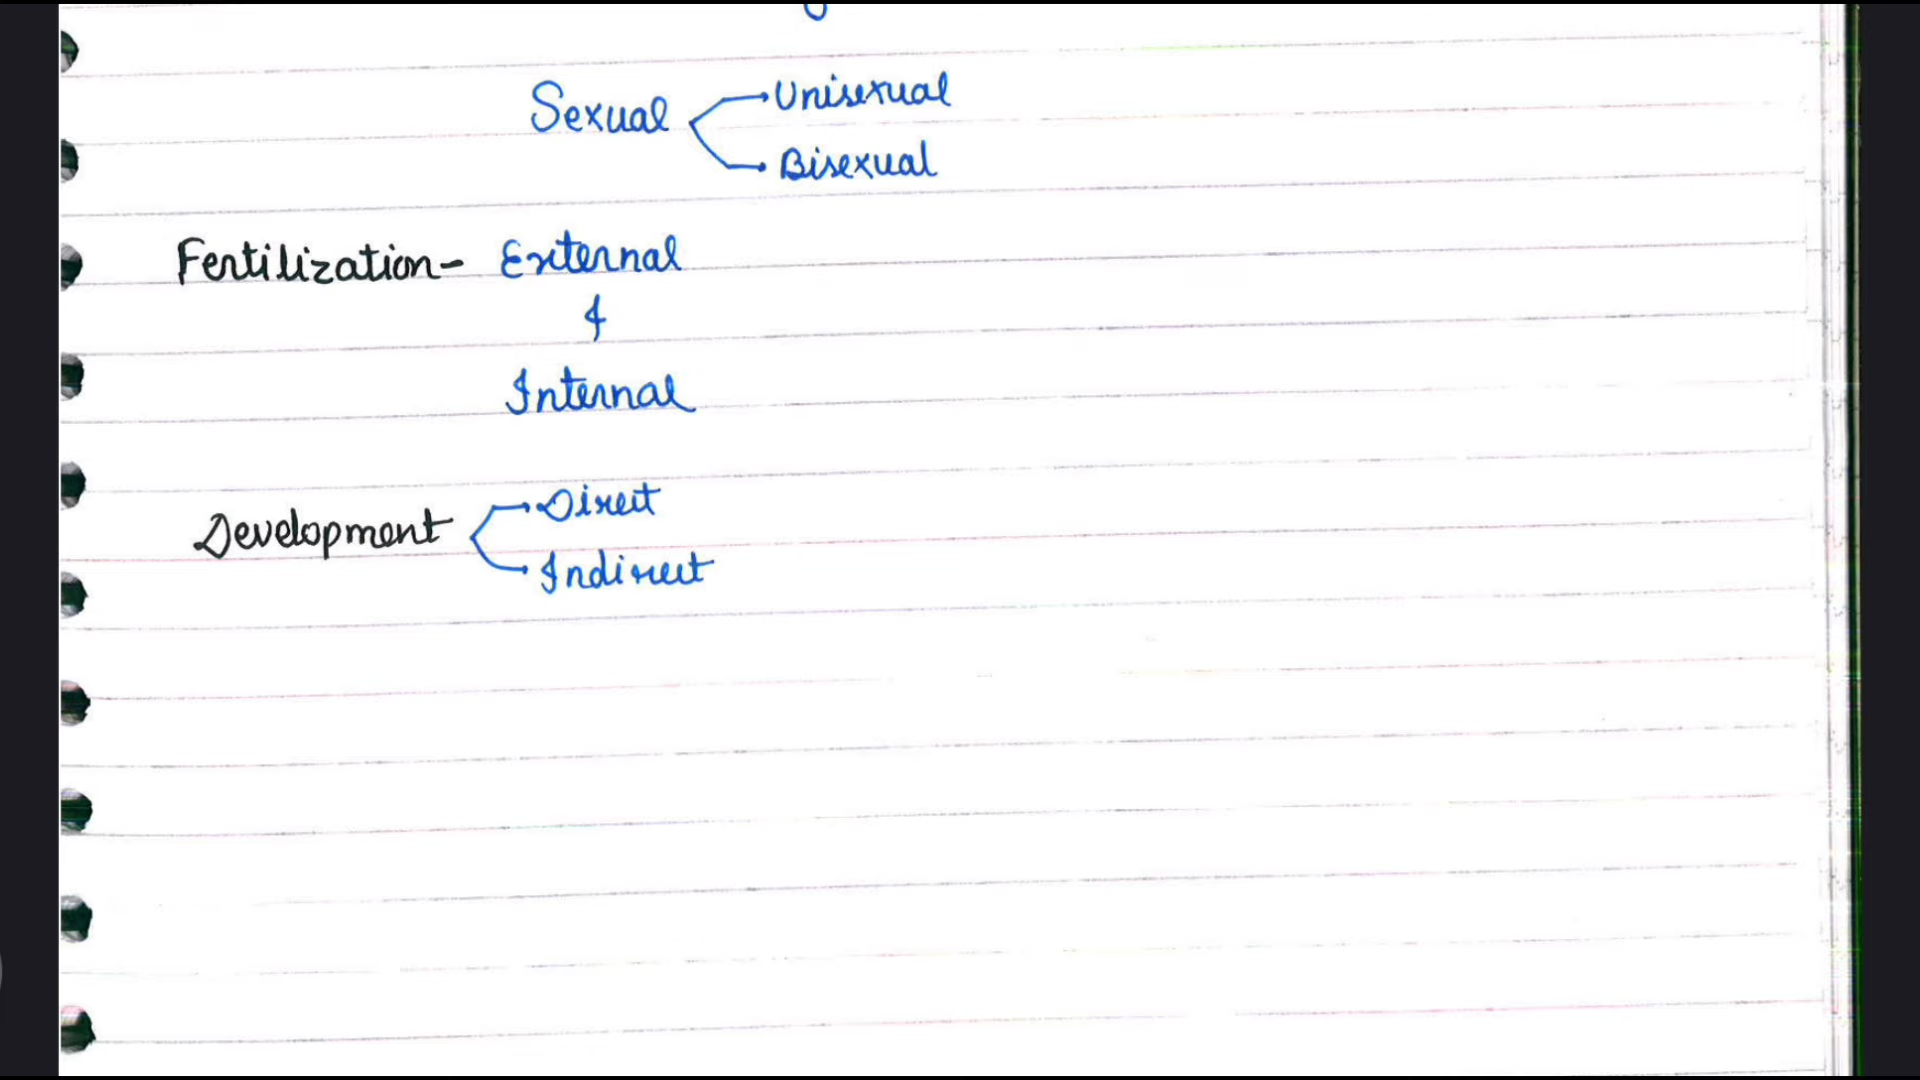 Sexual → Unisexual
→ Bisexual
Fertilization - External
&
Internal
Development → Direct
→ Indirect